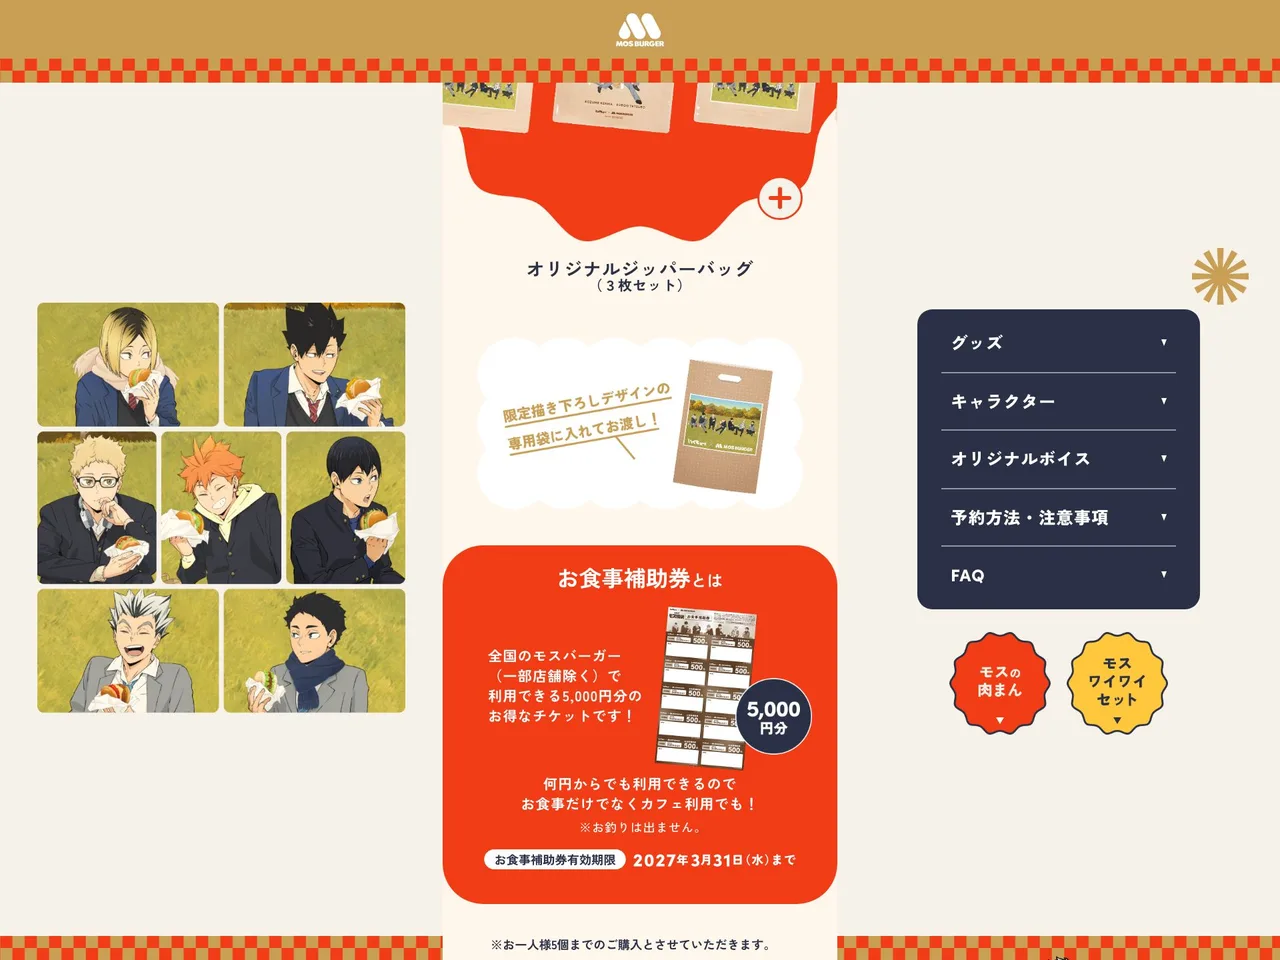 MOS BURGER
オリジナルジッパーバッグ
(3枚セット)
限定描き下ろしデザインの
専用袋に入れてお渡し!
MOS BURGER
お食事補助券とは
全国のモスバーガー
(一部店舗除く)で
利用できる5,000円分の
お得なチケットです!
5,000
円分
何円からでも利用できるので
お食事だけでなくカフェ利用でも!
※お釣りは出ません。
お食事補助券有効期限 2027年3月31日(水)まで
※お一人様5個までのご購入とさせていただきます。
グッズ ▼
キャラクター ▼
オリジナルボイス ▼
予約方法・注意事項 ▼
FAQ ▼
モスの
肉まん
▼
モス
ワイワイ
セット
▼